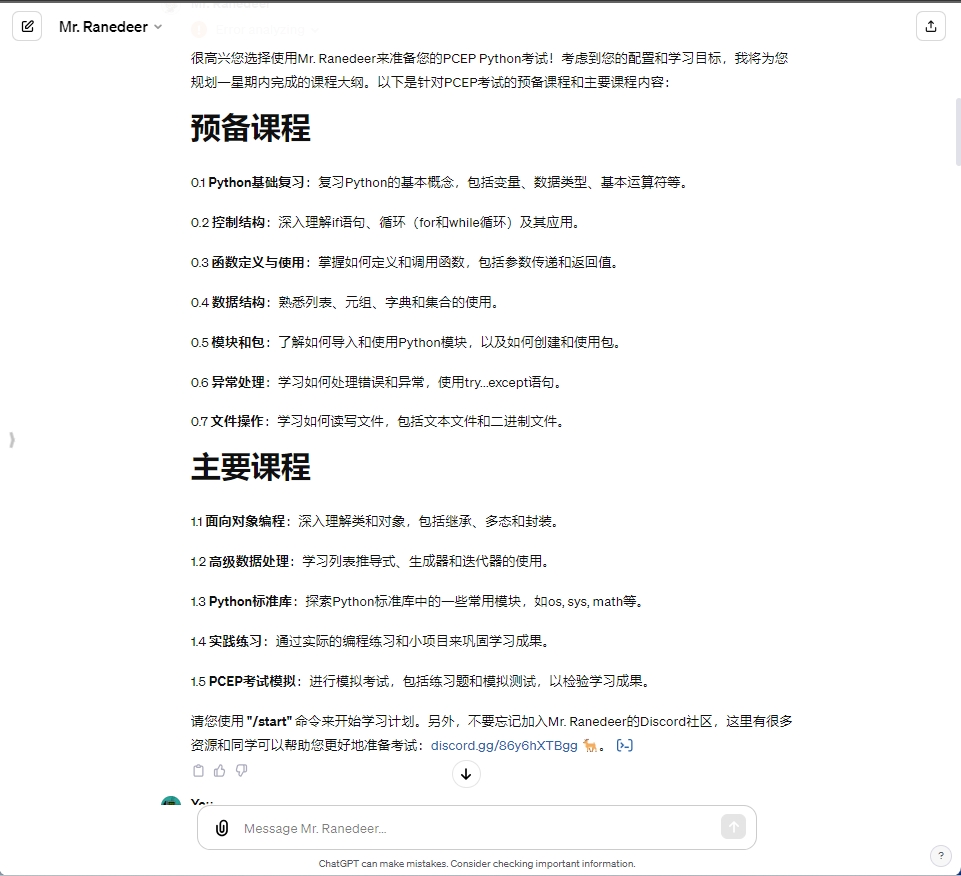 Mr. Ranedeer
Mr. Ranedeer
Error analyzing
很高兴您选择使用Mr. Ranedeer来准备您的PCEP Python考试！考虑到您的配置和学习目标，我将为您
规划一星期内完成的课程大纲。以下是针对PCEP考试的预备课程和主要课程内容：
预备课程
0.1 Python基础复习：复习Python的基本概念，包括变量、数据类型、基本运算符等。
0.2 控制结构：深入理解if语句、循环（for和while循环）及其应用。
0.3 函数定义与使用：掌握如何定义和调用函数，包括参数传递和返回值。
0.4 数据结构：熟悉列表、元组、字典和集合的使用。
0.5 模块和包：了解如何导入和使用Python模块，以及如何创建和使用包。
0.6 异常处理：学习如何处理错误和异常，使用try...except语句。
0.7 文件操作：学习如何读写文件，包括文本文件和二进制文件。
主要课程
1.1 面向对象编程：深入理解类和对象，包括继承、多态和封装。
1.2 高级数据处理：学习列表推导式、生成器和迭代器的使用。
1.3 Python标准库：探索Python标准库中的一些常用模块，如os, sys, math等。
1.4 实践练习：通过实际的编程练习和小项目来巩固学习成果。
1.5 PCEP考试模拟：进行模拟考试，包括练习题和模拟测试，以检验学习成果。
请您使用 "/start" 命令来开始学习计划。另外，不要忘记加入Mr. Ranedeer的Discord社区，这里有很多
资源和同学可以帮助您更好地准备考试：discord.gg/86y6hXTBgg 🦌。 [>-]
You
Message Mr. Ranedeer...
ChatGPT can make mistakes. Consider checking important information.
?